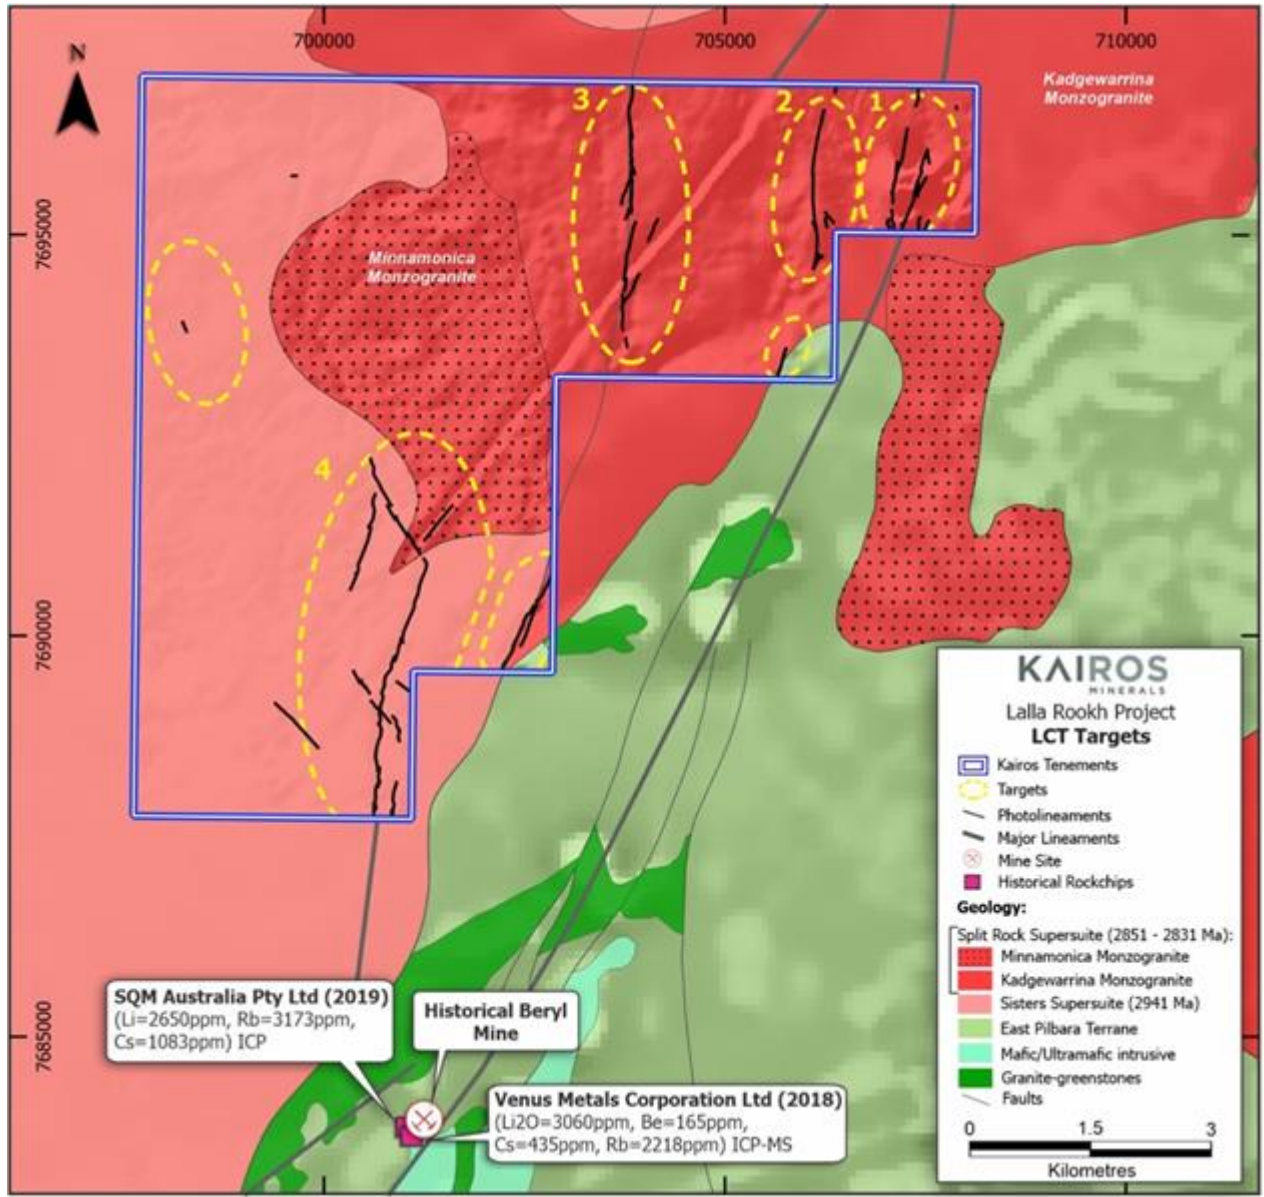 700000
705000
710000
N
Kadgewarrina
Monzogranite
3
2
1
7695000
Minnamonica
Monzogranite
4
7690000
KAIROS
MINERALS
Lalla Rookh Project
LCT Targets
Kairos Tenements
Targets
Photolineaments
Major Lineaments
Mine Site
Historical Rockchips
Geology:
Split Rock Supersuite (2851 - 2831 Ma):
Minnamonica Monzogranite
Kadgewarrina Monzogranite
Sisters Supersuite (2941 Ma)
East Pilbara Terrane
Mafic/Ultramafic intrusive
Granite-greenstones
Faults
0 1.5 3
Kilometres
7685000
SQM Australia Pty Ltd (2019)
(Li=2650ppm, Rb=3173ppm,
Cs=1083ppm) ICP
Historical Beryl
Mine
Venus Metals Corporation Ltd (2018)
(Li2O=3060ppm, Be=165ppm,
Cs=435ppm, Rb=2218ppm) ICP-MS